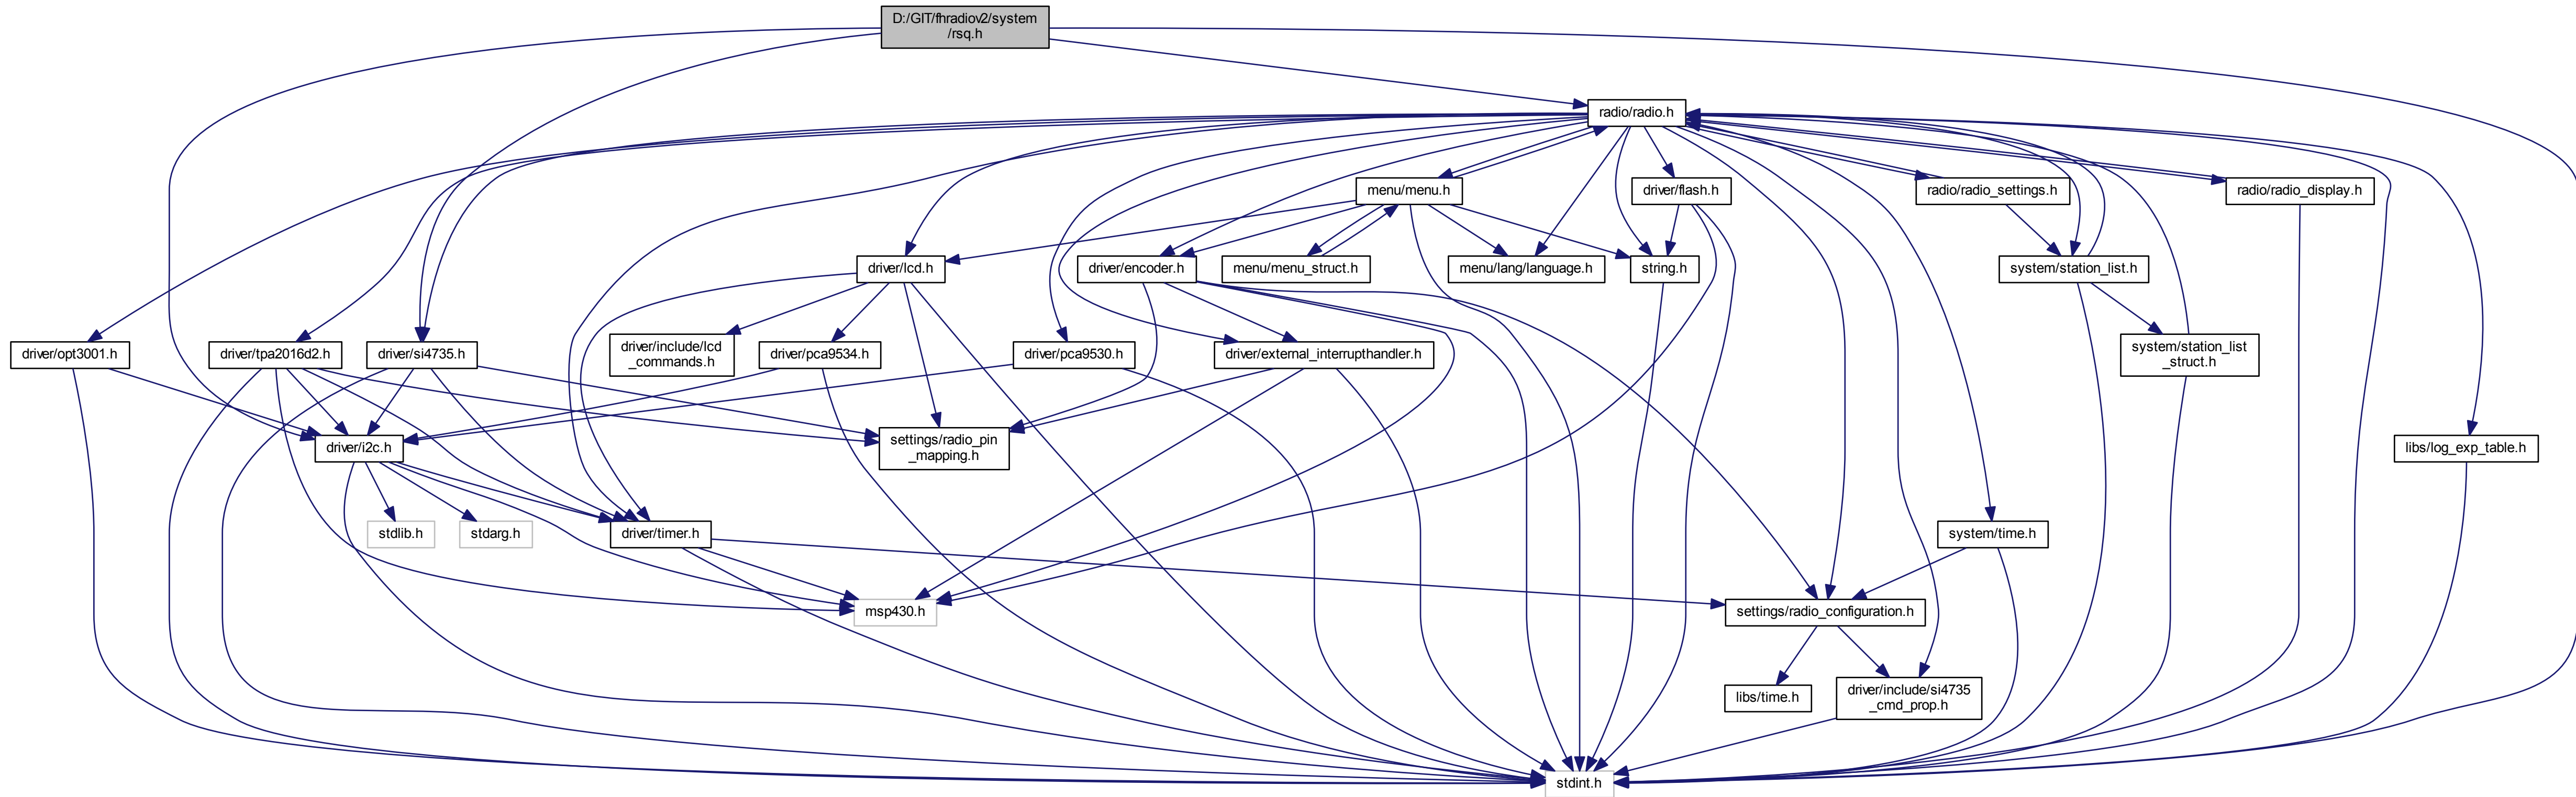 D:/GIT/fhradiov2/system
/rsq.h
radio/radio.h
menu/menu.h
driver/flash.h
radio/radio_settings.h
radio/radio_display.h
driver/lcd.h
driver/encoder.h
menu/menu_struct.h
menu/lang/language.h
string.h
system/station_list.h
driver/opt3001.h
driver/tpa2016d2.h
driver/si4735.h
driver/include/lcd
_commands.h
driver/pca9534.h
driver/pca9530.h
driver/external_interrupthandler.h
system/station_list
_struct.h
driver/i2c.h
settings/radio_pin
_mapping.h
libs/log_exp_table.h
stdlib.h
stdarg.h
driver/timer.h
system/time.h
msp430.h
settings/radio_configuration.h
libs/time.h
driver/include/si4735
_cmd_prop.h
stdint.h